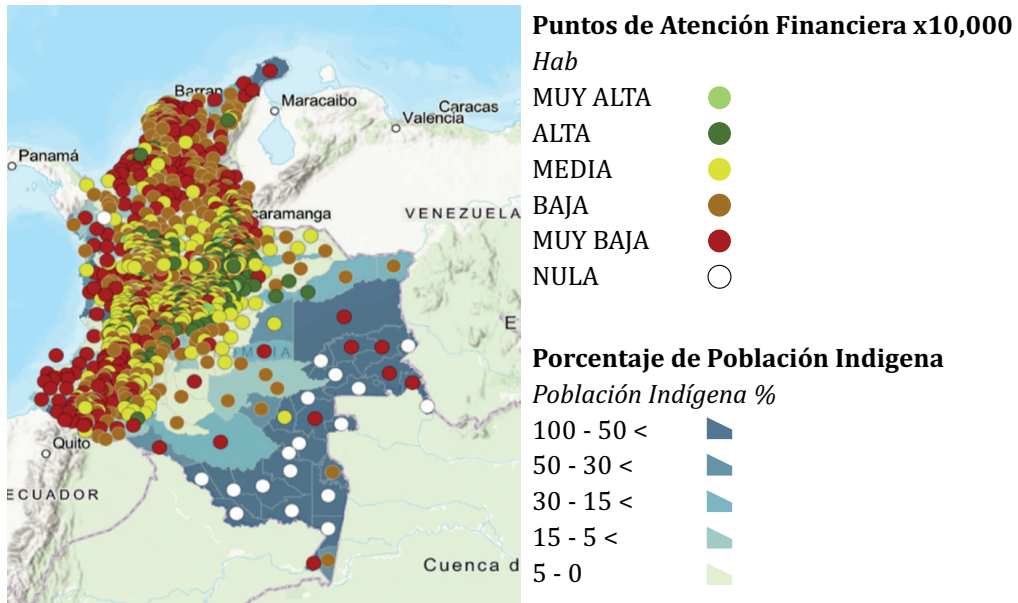 Barran
Maracaibo
Caracas
Valencia
Panamá
caramanga
VENEZUELA
E
Quito
ECUADOR
Cuenca d
Puntos de Atención Financiera x10,000
Hab
MUY ALTA
ALTA
MEDIA
BAJA
MUY BAJA
NULA
Porcentaje de Población Indigena
Población Indígena %
100 - 50 <
50 - 30 <
30 - 15 <
15 - 5 <
5 - 0